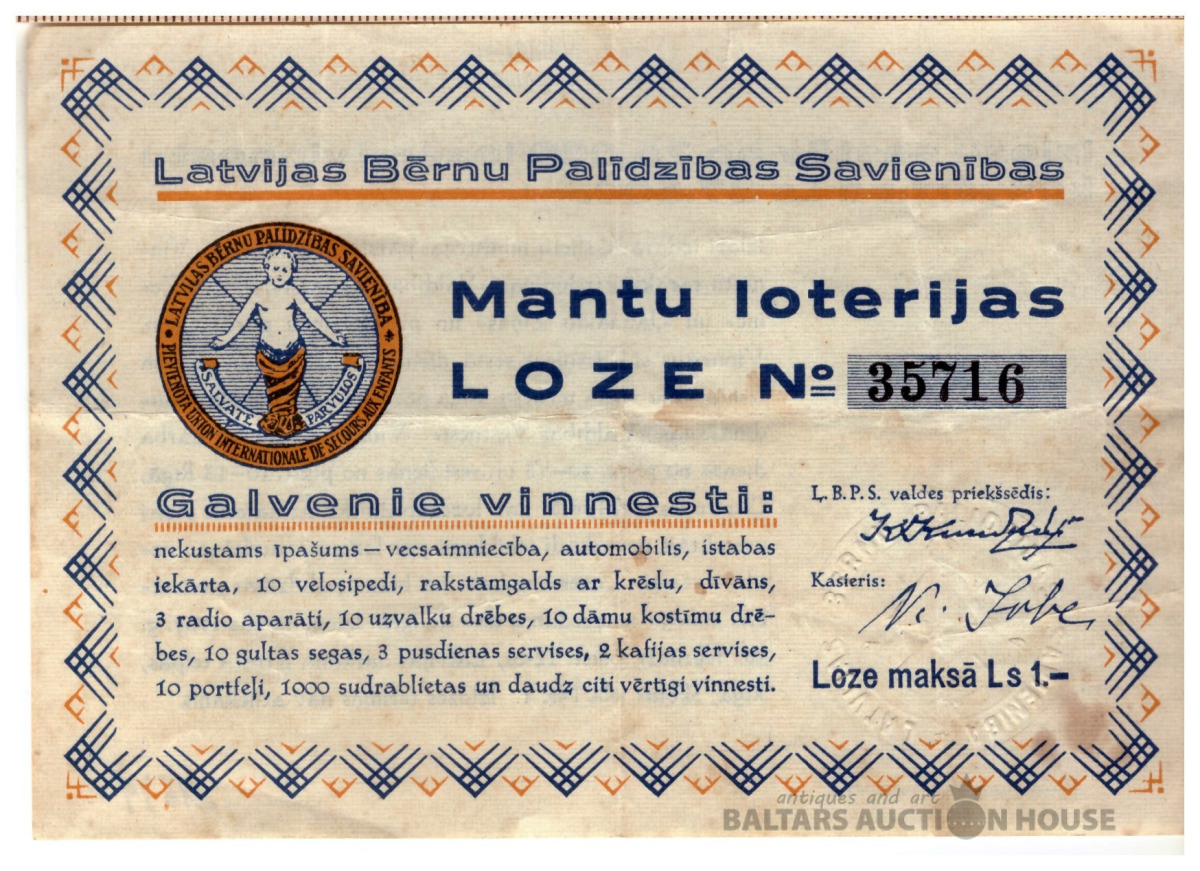 Latvijas Bērnu Palīdzības Savienības
LATVIJAS BĒRNU PALĪDZĪBAS SAVIENĪBA
PIEVIENOTA UNION INTERNATIONALE DE SECOURS AUX ENFANTS
SALVATE PARVULOS
Mantu loterijas
LOZE № 35716
Galvenie vinnesti:
nekustams īpašums — vecsaimniecība, automobilis, istabas
iekārta, 10 velosipedi, rakstāmgalds ar krēslu, dīvāns,
3 radio aparāti, 10 uzvalku drēbes, 10 dāmu kostīmu drē-
bes, 10 gultas segas, 3 pusdienas servises, 2 kafijas servises,
10 portfeļi, 1000 sudrablietas un daudz citi vērtīgi vinnesti.
Ļ. B. P. S. valdes priekšsēdis:
Kasieris:
Loze maksā Ls 1.–
antiques and art
BALTARS AUCTION HOUSE